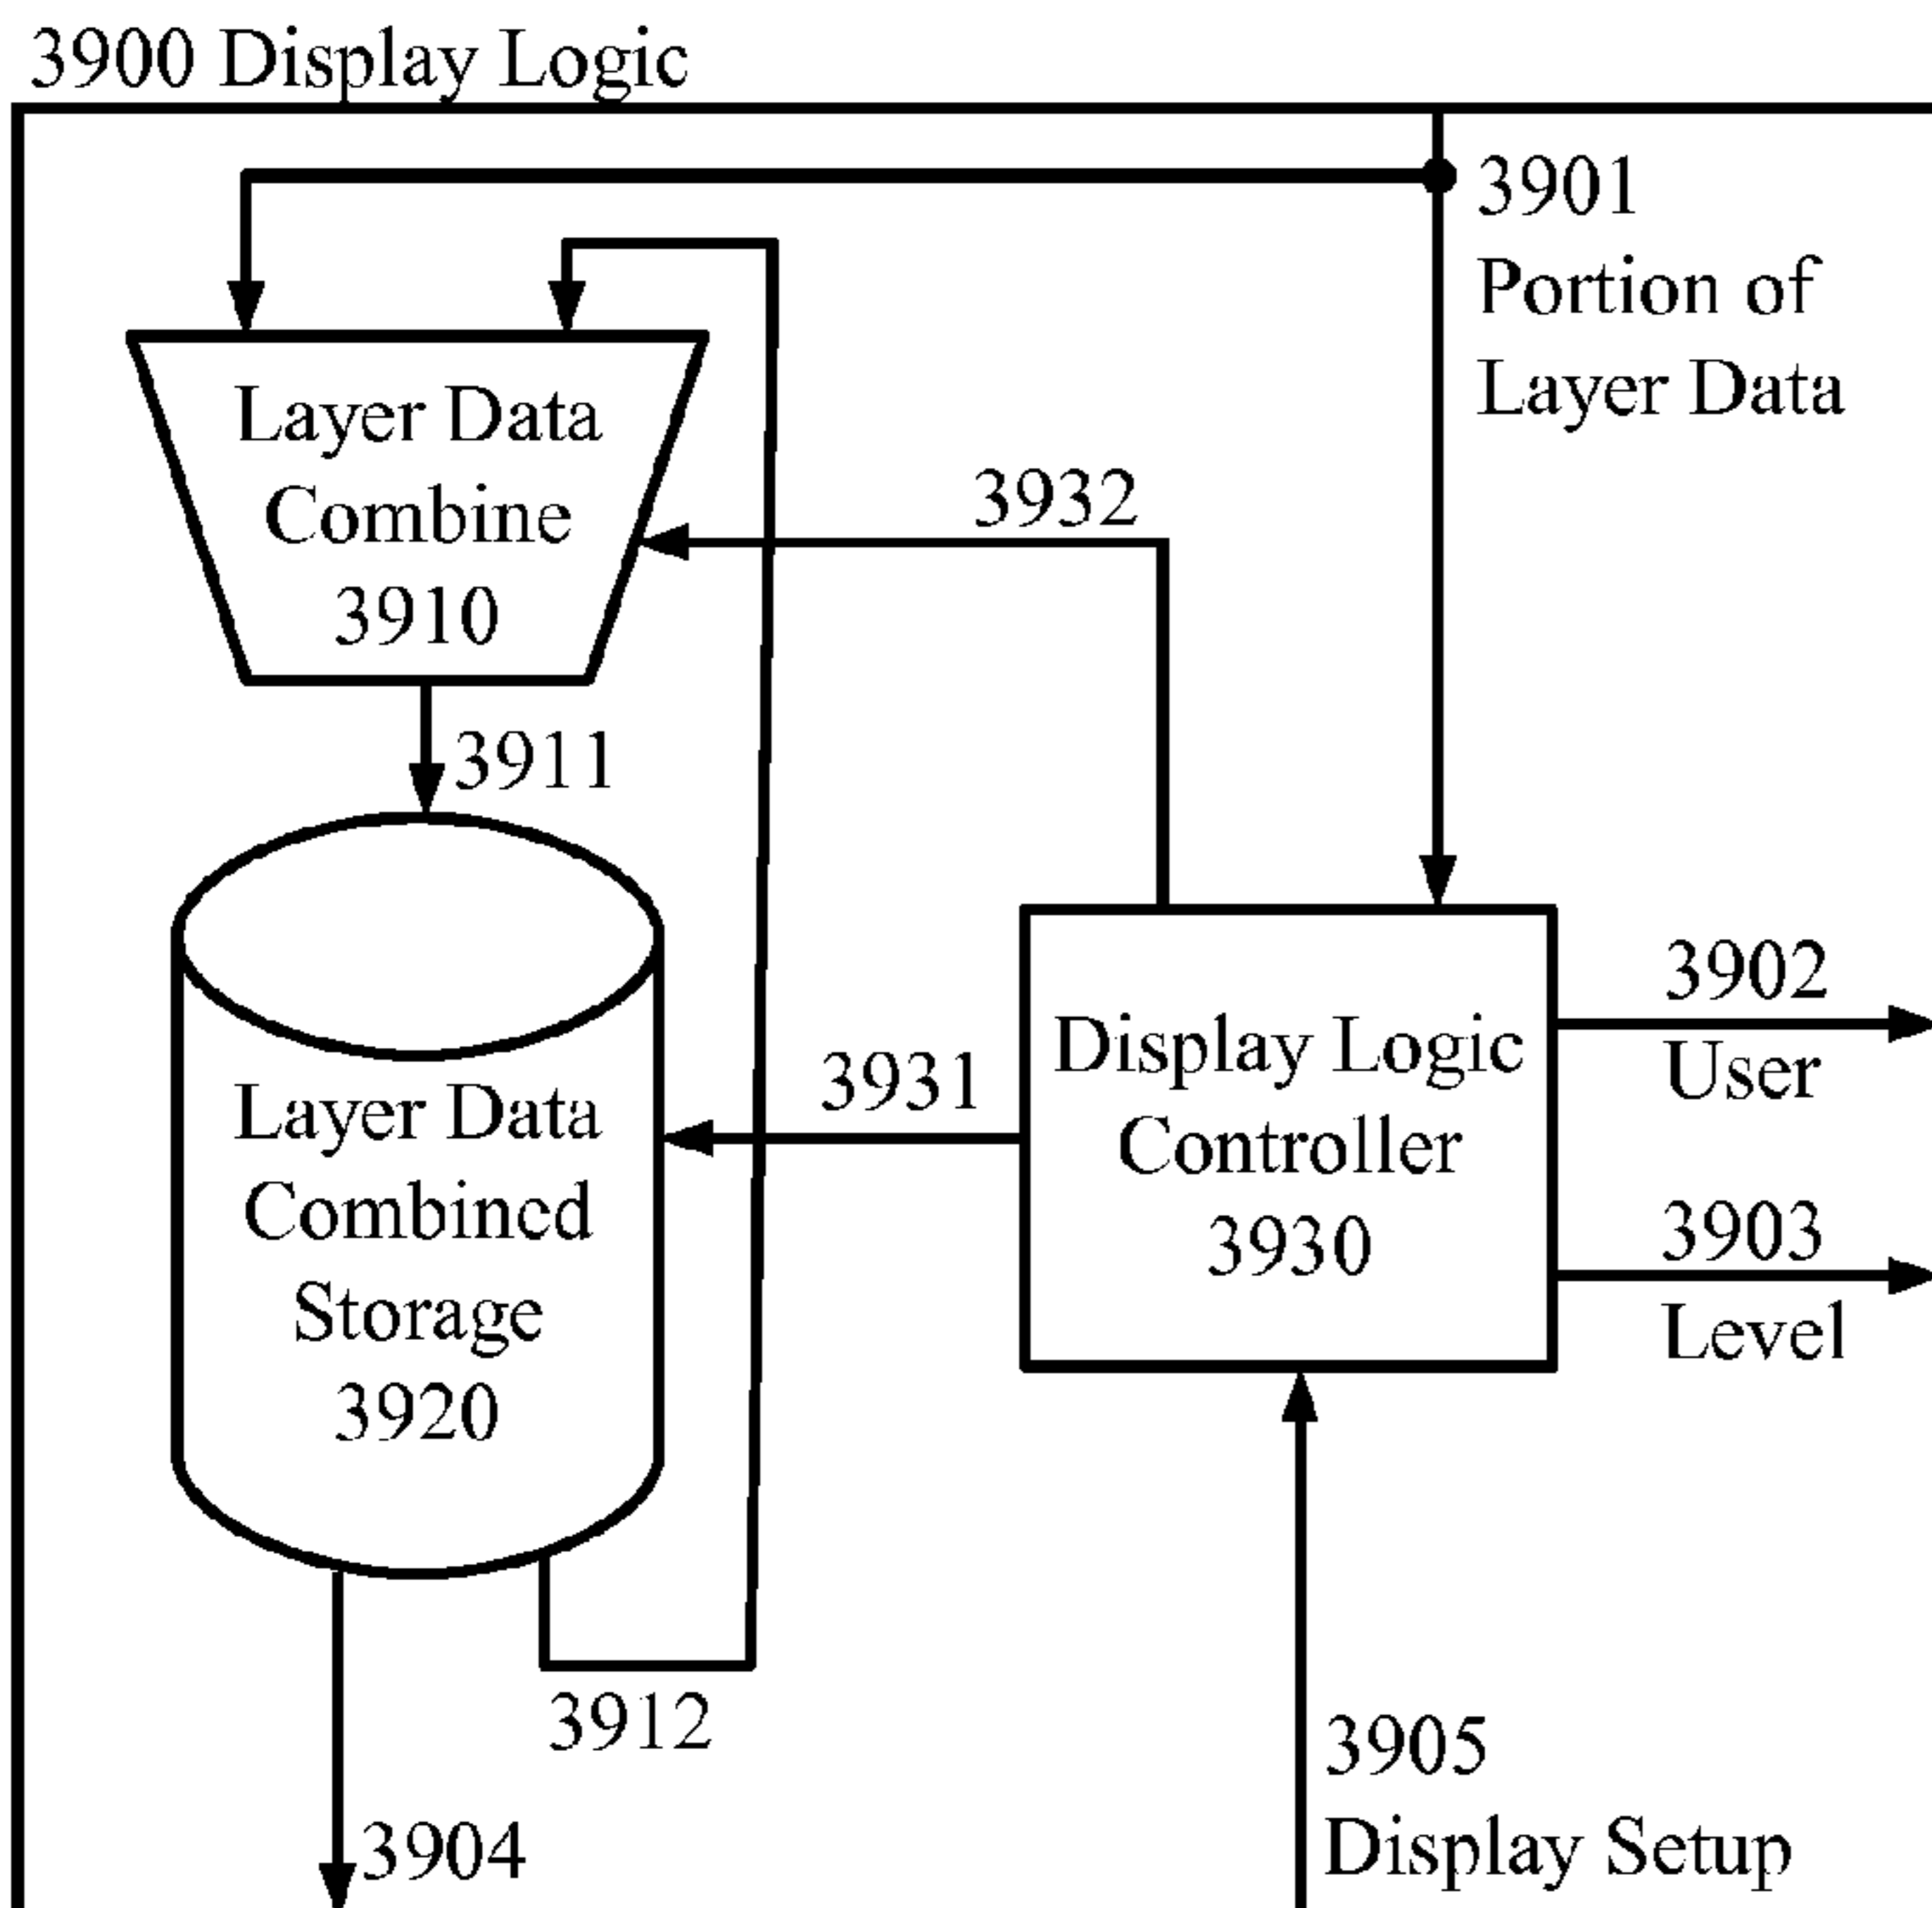 3900 Display Logic
3901
Portion of
Layer Data
Layer Data
Combine
3910
3932
3911
3902
User
Display Logic
Controller
3930
3931
3903
Level
Layer Data
Combined
Storage
3920
3912
3905
Display Setup
3904